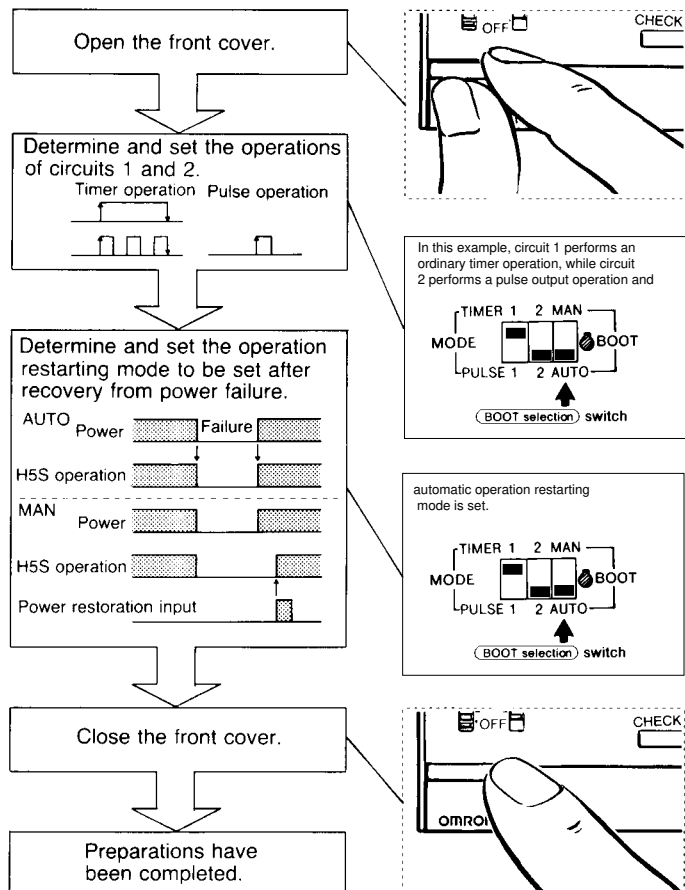 Open the front cover.
OFF
CHECK
Determine and set the operations
of circuits 1 and 2.
Timer operation Pulse operation
In this example, circuit 1 performs an
ordinary timer operation, while circuit
2 performs a pulse output operation and
TIMER 1 2 MAN
MODE BOOT
PULSE 1 2 AUTO
BOOT selection switch
Determine and set the operation
restarting mode to be set after
recovery from power failure.
AUTO Power Failure
H5S operation
MAN Power
H5S operation
Power restoration input
automatic operation restarting
mode is set.
TIMER 1 2 MAN
MODE BOOT
PULSE 1 2 AUTO
BOOT selection switch
Close the front cover.
OFF
CHECK
Preparations have
been completed.